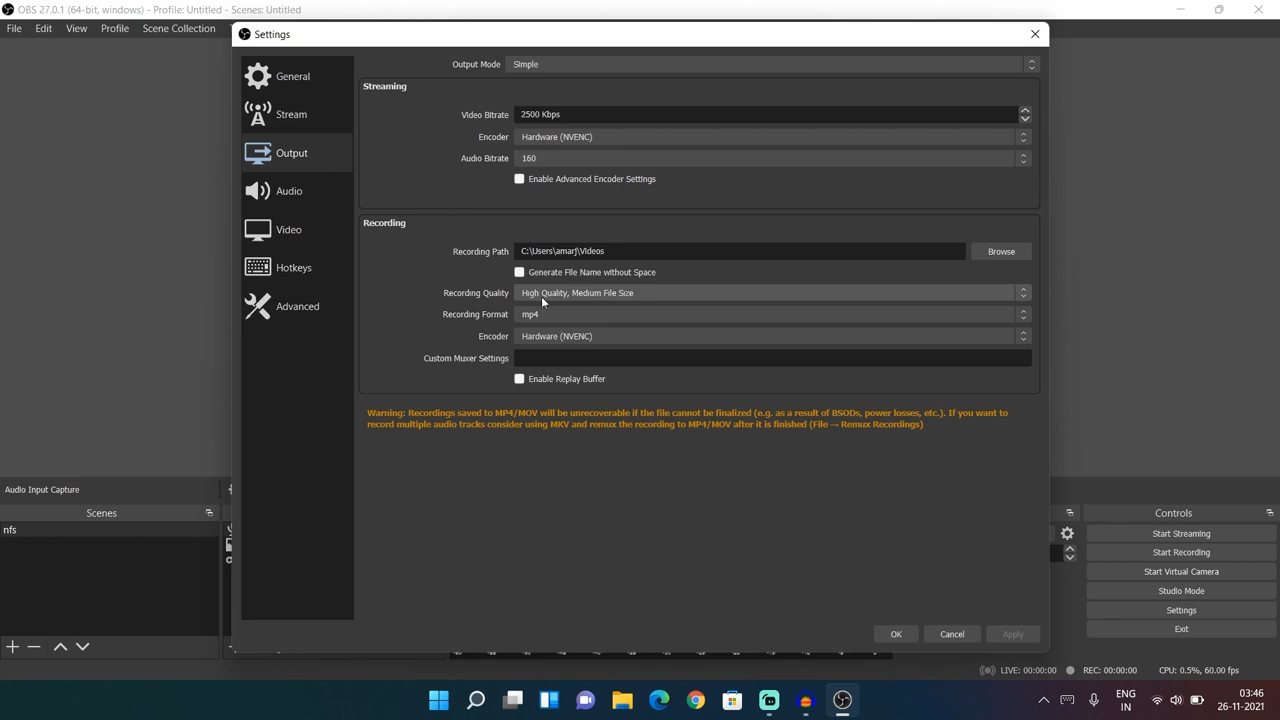 OBS 27.0.1 (64-bit, windows) - Profile: Untitled - Scenes: Untitled
File Edit View Profile Scene Collection
Settings
General
Stream
Output
Audio
Video
Hotkeys
Advanced
Output Mode Simple
Streaming
Video Bitrate 2500 Kbps
Encoder Hardware (NVENC)
Audio Bitrate 160
Enable Advanced Encoder Settings
Recording
Recording Path C:\Users\amarj\Videos Browse
Generate File Name without Space
Recording Quality High Quality, Medium File Size
Recording Format mp4
Encoder Hardware (NVENC)
Custom Muxer Settings
Enable Replay Buffer
Warning: Recordings saved to MP4/MOV will be unrecoverable if the file cannot be finalized (e.g. as a result of BSODs, power losses, etc.). If you want to
record multiple audio tracks consider using MKV and remux the recording to MP4/MOV after it is finished (File → Remux Recordings)
OK Cancel Apply
Audio Input Capture
Scenes
nfs
Controls
Start Streaming
Start Recording
Start Virtual Camera
Studio Mode
Settings
Exit
LIVE: 00:00:00 REC: 00:00:00 CPU: 0.5%, 60.00 fps
ENG
IN
03:46
26-11-2021